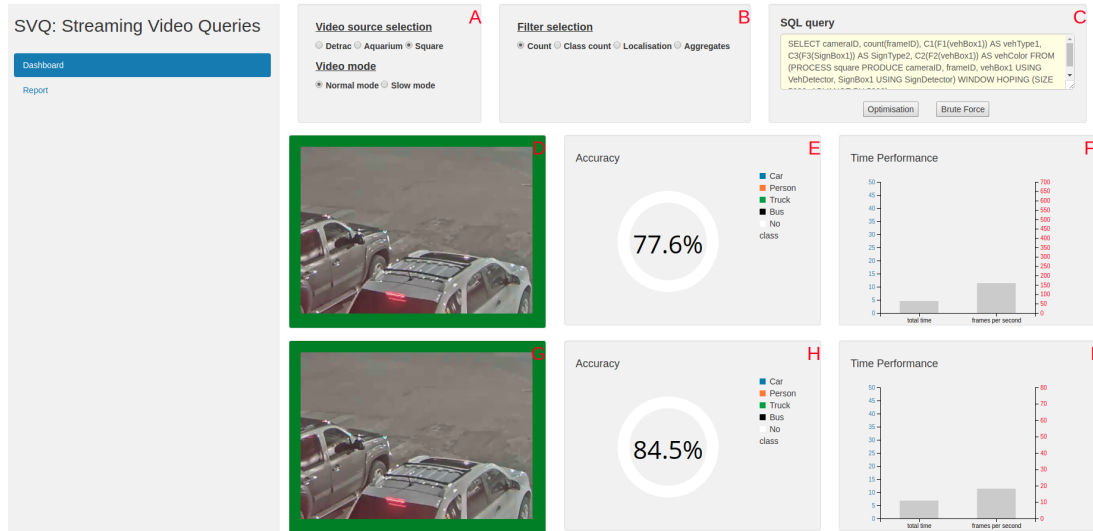 SVQ: Streaming Video Queries
Dashboard
Report
A
Video source selection
Detrac Aquarium Square
Video mode
Normal mode Slow mode
B
Filter selection
Count Class count Localisation Aggregates
C
SQL query
SELECT cameraID, count(frameID), C1(F1(vehBox1)) AS vehType1,
C3(F3(SignBox1)) AS SignType2, C2(F2(vehBox1)) AS vehColor FROM
(PROCESS square PRODUCE cameraID, frameID, vehBox1 USING
VehDetector, SignBox1 USING SignDetector) WINDOW HOPING (SIZE
Optimisation Brute Force
D
E
Accuracy
77.6%
Car
Person
Truck
Bus
No
class
F
Time Performance
50
45
40
35
30
25
20
15
10
5
0
700
650
600
550
500
450
400
350
300
250
200
150
100
50
0
total time frames per second
G
H
Accuracy
84.5%
Car
Person
Truck
Bus
No
class
Time Performance
50
45
40
35
30
25
20
15
10
5
0
80
70
60
50
40
30
20
10
0
total time frames per second